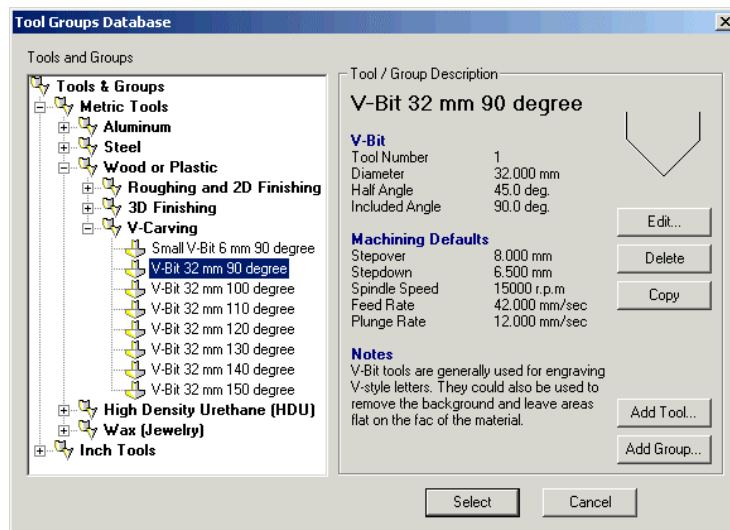 Tool Groups Database
Tools and Groups
Tools & Groups
Metric Tools
Aluminum
Steel
Wood or Plastic
Roughing and 2D Finishing
3D Finishing
V-Carving
Small V-Bit 6 mm 90 degree
V-Bit 32 mm 90 degree
V-Bit 32 mm 100 degree
V-Bit 32 mm 110 degree
V-Bit 32 mm 120 degree
V-Bit 32 mm 130 degree
V-Bit 32 mm 140 degree
V-Bit 32 mm 150 degree
High Density Urethane (HDU)
Wax (Jewelry)
Inch Tools
Tool / Group Description
V-Bit 32 mm 90 degree
V-Bit
Tool Number 1
Diameter 32.000 mm
Half Angle 45.0 deg.
Included Angle 90.0 deg.
Machining Defaults
Stepover 8.000 mm
Stepdown 6.500 mm
Spindle Speed 15000 r.p.m
Feed Rate 42.000 mm/sec
Plunge Rate 12.000 mm/sec
Notes
V-Bit tools are generally used for engraving
V-style letters. They could also be used to
remove the background and leave areas
flat on the fac of the material.
Edit...
Delete
Copy
Add Tool...
Add Group...
Select
Cancel